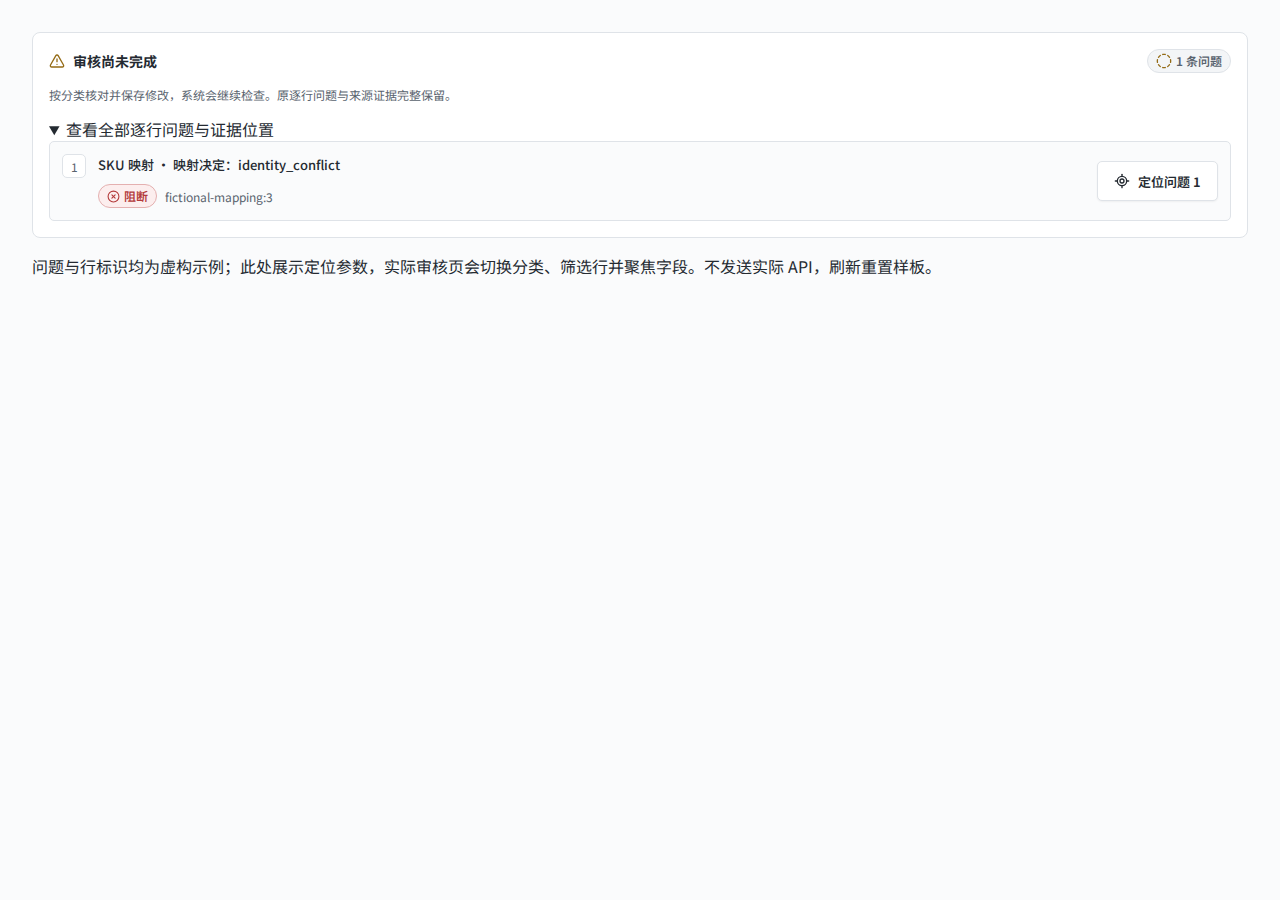 审核尚未完成
1 条问题
按分类核对并保存修改，系统会继续检查。原逐行问题与来源证据完整保留。
▼ 查看全部逐行问题与证据位置
1
SKU 映射 · 映射决定：identity_conflict
阻断 fictional-mapping:3
定位问题 1
问题与行标识均为虚构示例；此处展示定位参数，实际审核页会切换分类、筛选行并聚焦字段。不发送实际 API，刷新重置样板。